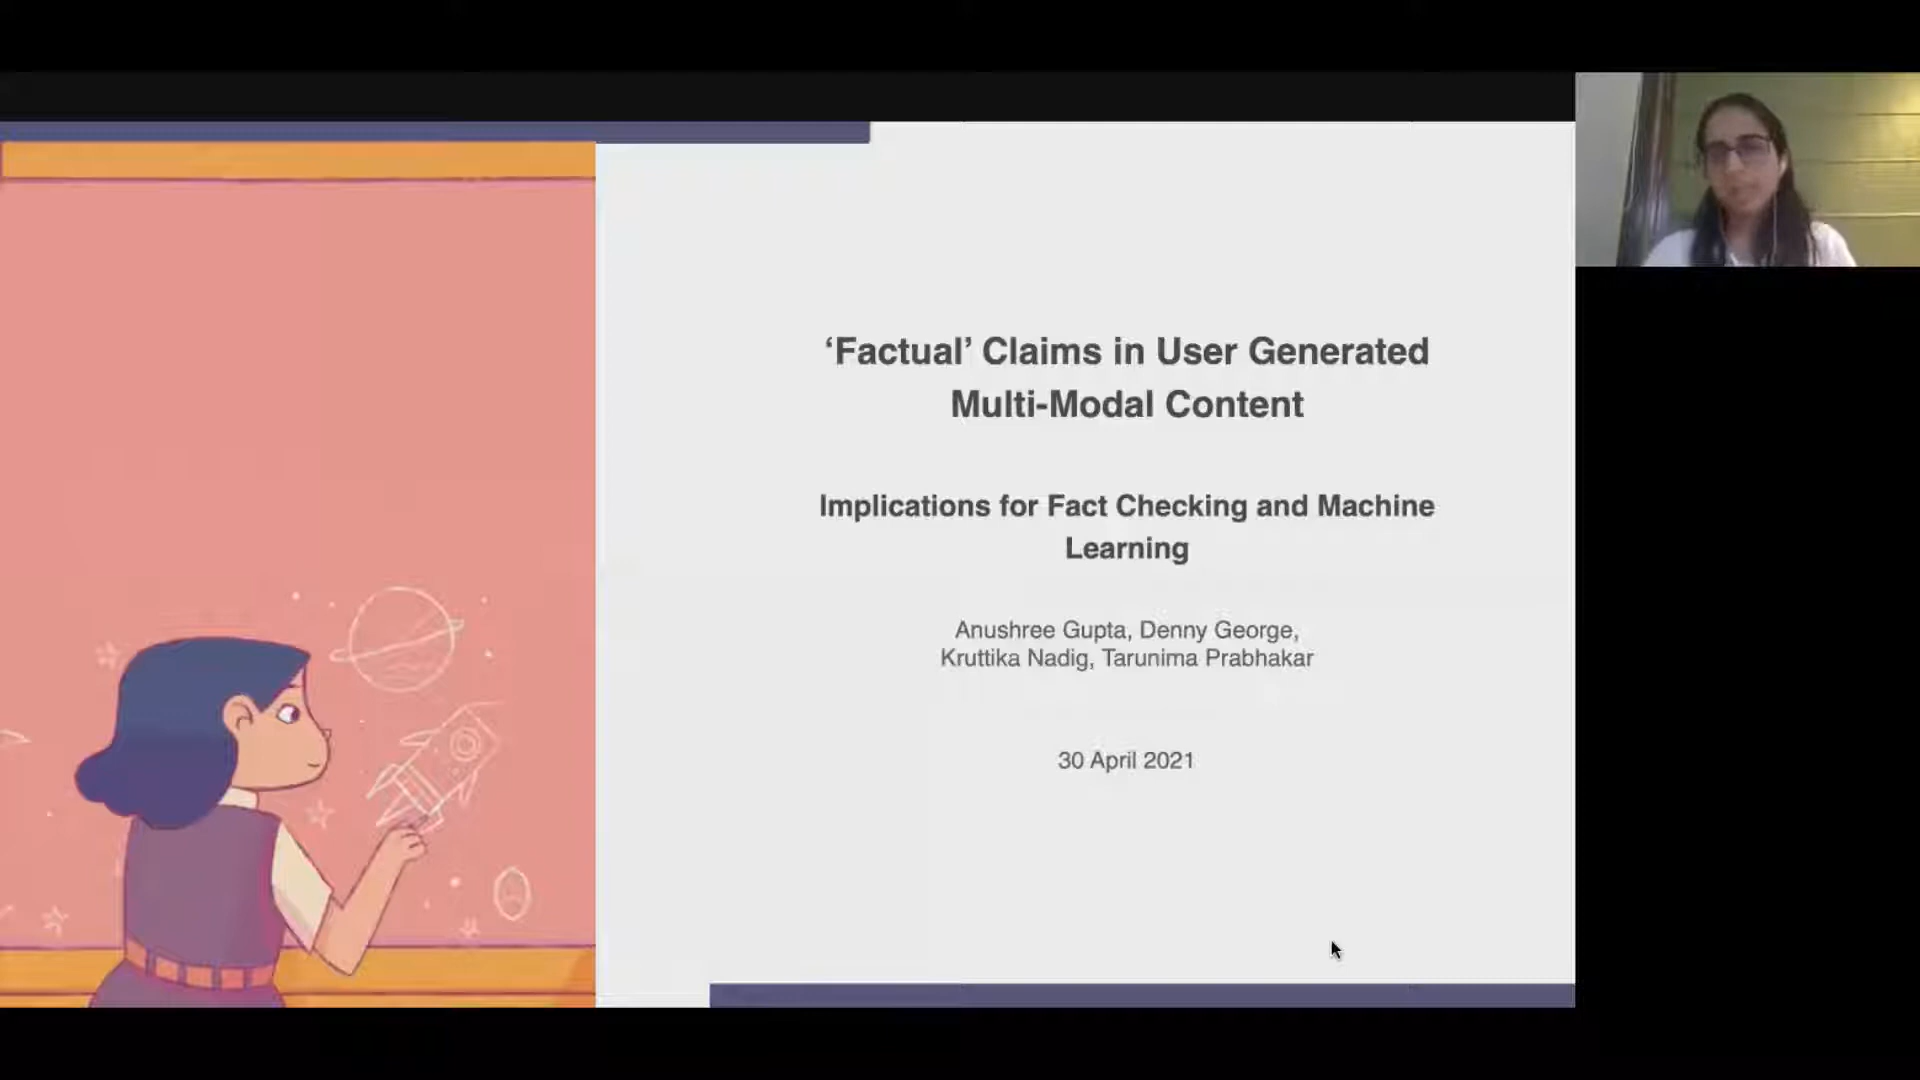 ‘Factual’ Claims in User Generated
Multi-Modal Content
Implications for Fact Checking and Machine
Learning
Anushree Gupta, Denny George,
Kruttika Nadig, Tarunima Prabhakar
30 April 2021